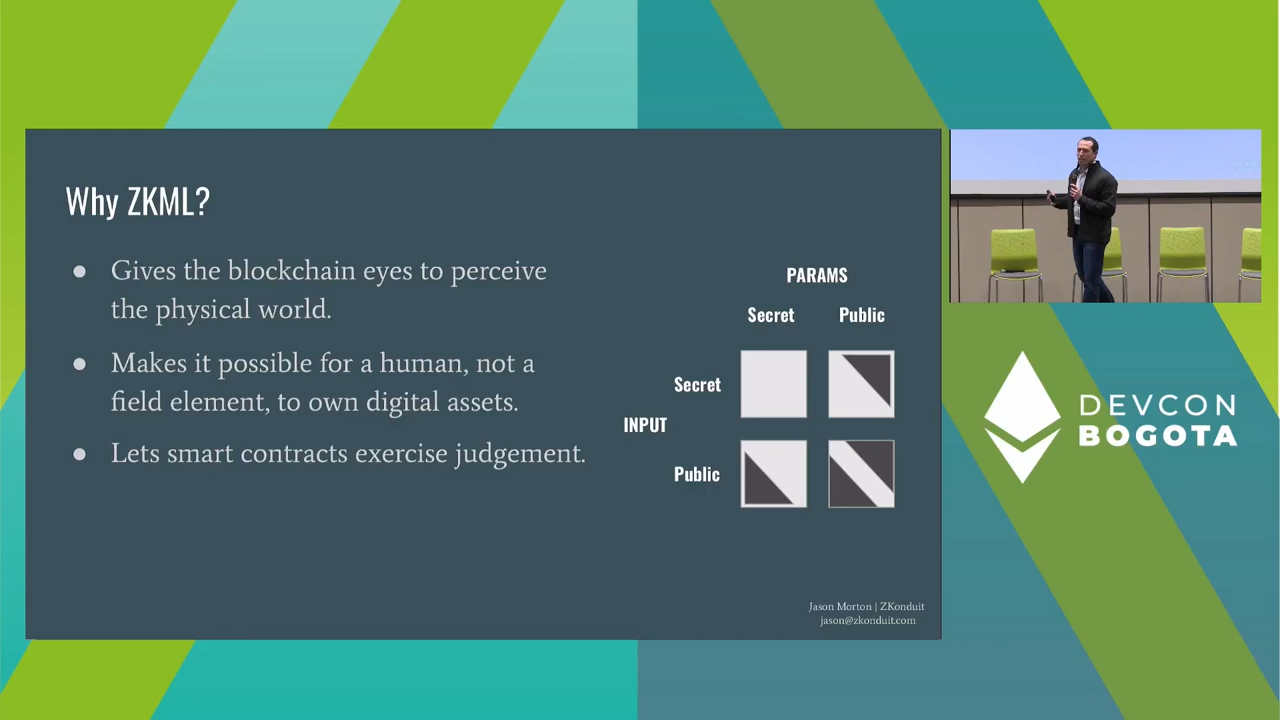 Why ZKML?
● Gives the blockchain eyes to perceive
the physical world.
● Makes it possible for a human, not a
field element, to own digital assets.
● Lets smart contracts exercise judgement.
PARAMS
Secret Public
Secret
INPUT
Public
Jason Morton | ZKonduit
jason@zkonduit.com
DEVCON
BOGOTA